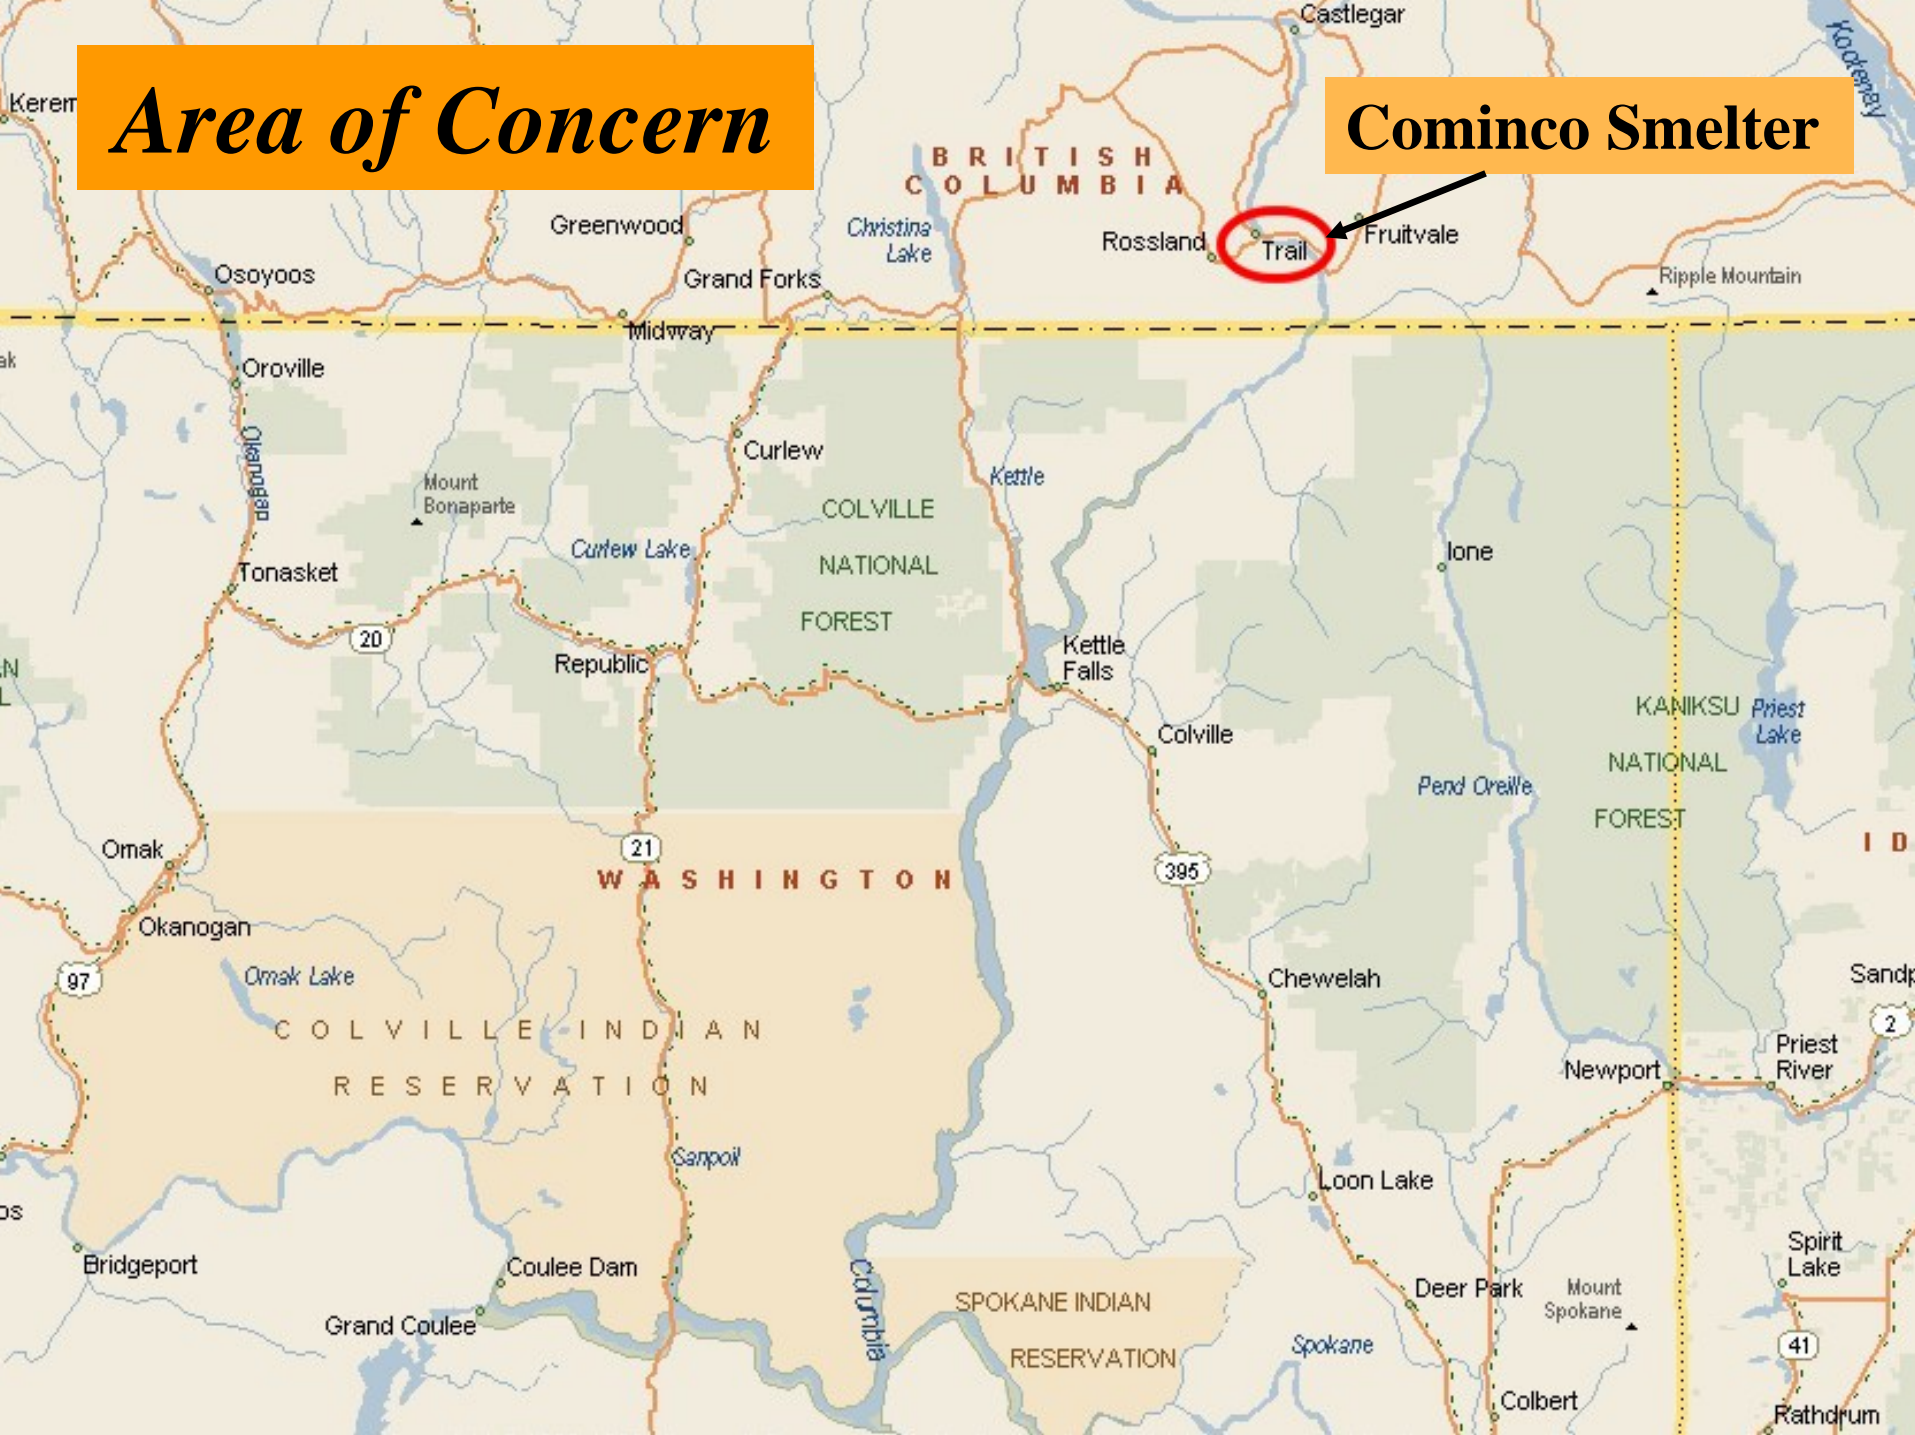 Castlegar
Kootenay
Area of Concern
Cominco Smelter
BRITISH
COLUMBIA
Greenwood
Christina
Lake
Rossland
Trail
Fruitvale
Osoyoos
Grand Forks
Ripple Mountain
Midway
Oroville
Okanogan
Curlew
Mount
Bonaparte
Kettle
COLVILLE
NATIONAL
FOREST
Curlew Lake
Ione
Tonasket
20
Republic
Kettle
Falls
KANIKSU
NATIONAL
FOREST
Priest
Lake
Colville
Pend Oreille
Omak
21
WASHINGTON
395
I D
Okanogan
97
Omak Lake
Chewelah
Sandp
2
COLVILLE INDIAN
RESERVATION
Newport
Priest
River
Sanpoil
Loon Lake
os
Bridgeport
Coulee Dam
Grand Coulee
Columbia
SPOKANE INDIAN
RESERVATION
Deer Park
Mount
Spokane
Spirit
Lake
Spokane
41
Colbert
Rathdrum